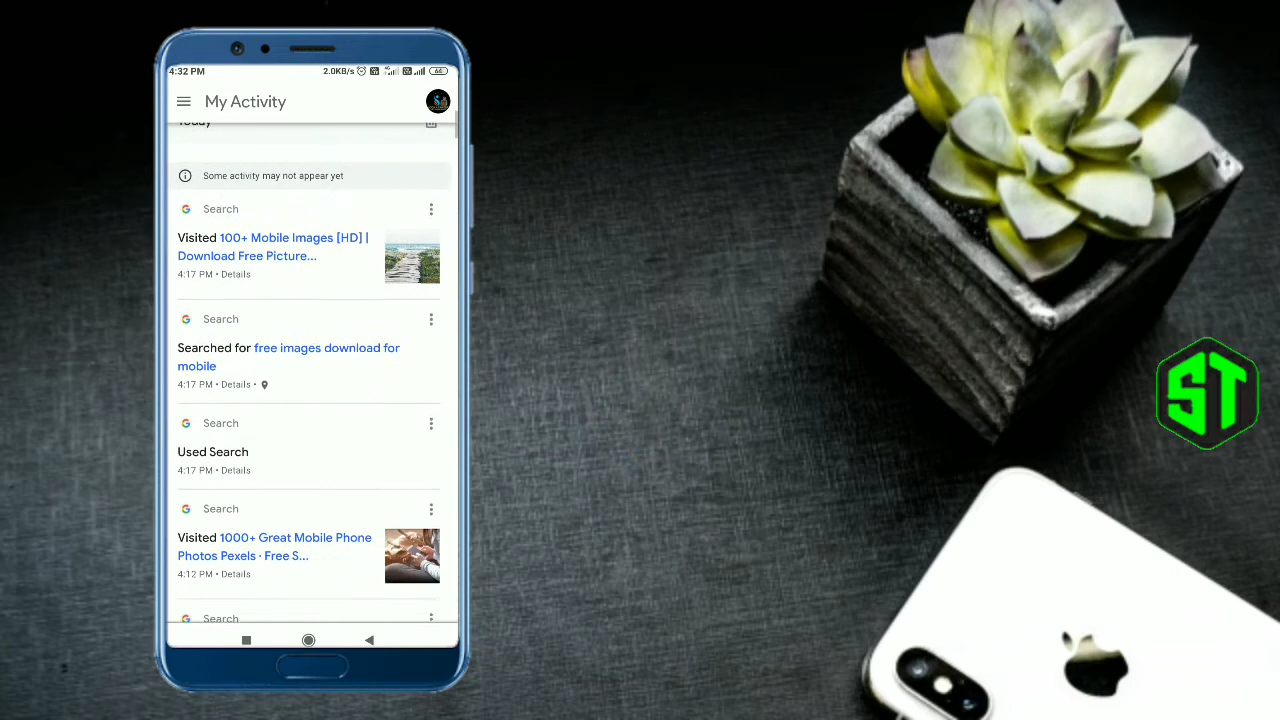 4:32 PM
2.0KB/s
66
My Activity
Today
Some activity may not appear yet
Search
Visited 100+ Mobile Images [HD] |
Download Free Picture...
4:17 PM • Details
Search
Searched for free images download for
mobile
4:17 PM • Details •
Search
Used Search
4:17 PM • Details
Search
Visited 1000+ Great Mobile Phone
Photos Pexels · Free S...
4:12 PM • Details
Search
ST